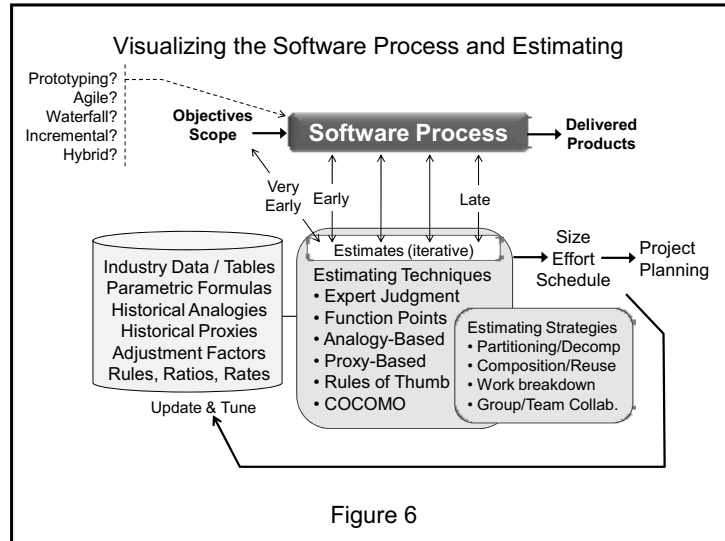 Visualizing the Software Process and Estimating
Prototyping?
Agile?
Waterfall?
Incremental?
Hybrid?
Objectives
Scope
Software Process
Delivered
Products
Very
Early
Early
Late
Estimates (iterative)
Industry Data / Tables
Parametric Formulas
Historical Analogies
Historical Proxies
Adjustment Factors
Rules, Ratios, Rates
Update & Tune
Estimating Techniques
• Expert Judgment
• Function Points
• Analogy-Based
• Proxy-Based
• Rules of Thumb
• COCOMO
Size
Effort
Schedule
Project
Planning
Estimating Strategies
• Partitioning/Decomp
• Composition/Reuse
• Work breakdown
• Group/Team Collab.
Figure 6